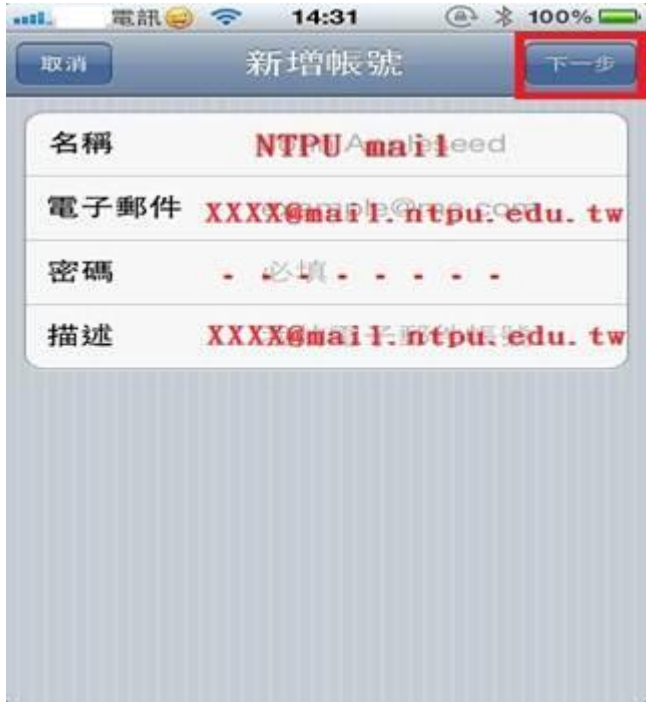 電訊 14:31 100%
取消 新增帳號 下一步
名稱 NTPU mail
電子郵件 XXXX@mail.ntpu.edu.tw
密碼 必填 - - - - - - - -
描述 XXXX@mail.ntpu.edu.tw